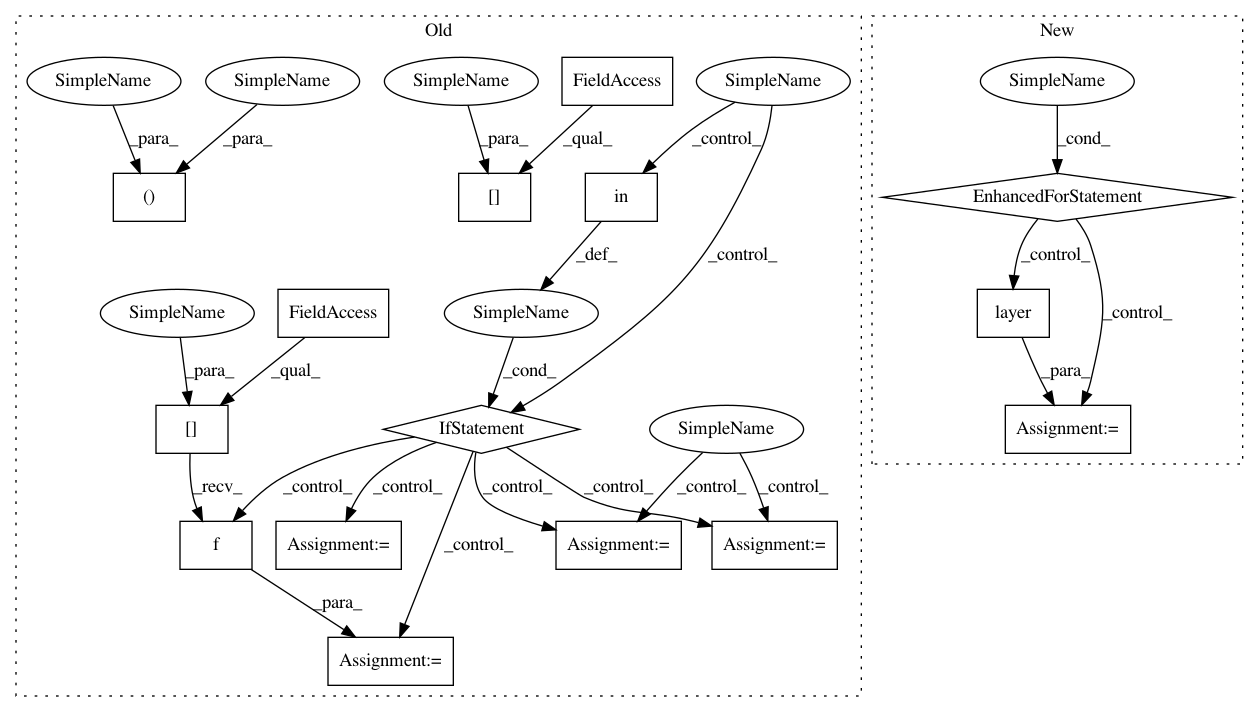 Old
New
SimpleName
SimpleName
SimpleName
FieldAccess
SimpleName
SimpleName
_para_
_para_
_para_
_qual_
_control_
_cond_
()
[]
in
EnhancedForStatement
_def_
_control_
_control_
SimpleName
FieldAccess
SimpleName
layer
_control_
_para_
_qual_
_cond_
_para_
[]
IfStatement
SimpleName
Assignment:=
_recv_
_control_
_control_
_control_
_control_
_control_
_control_
f
Assignment:=
_control_
Assignment:=
Assignment:=
_para_
Assignment:=